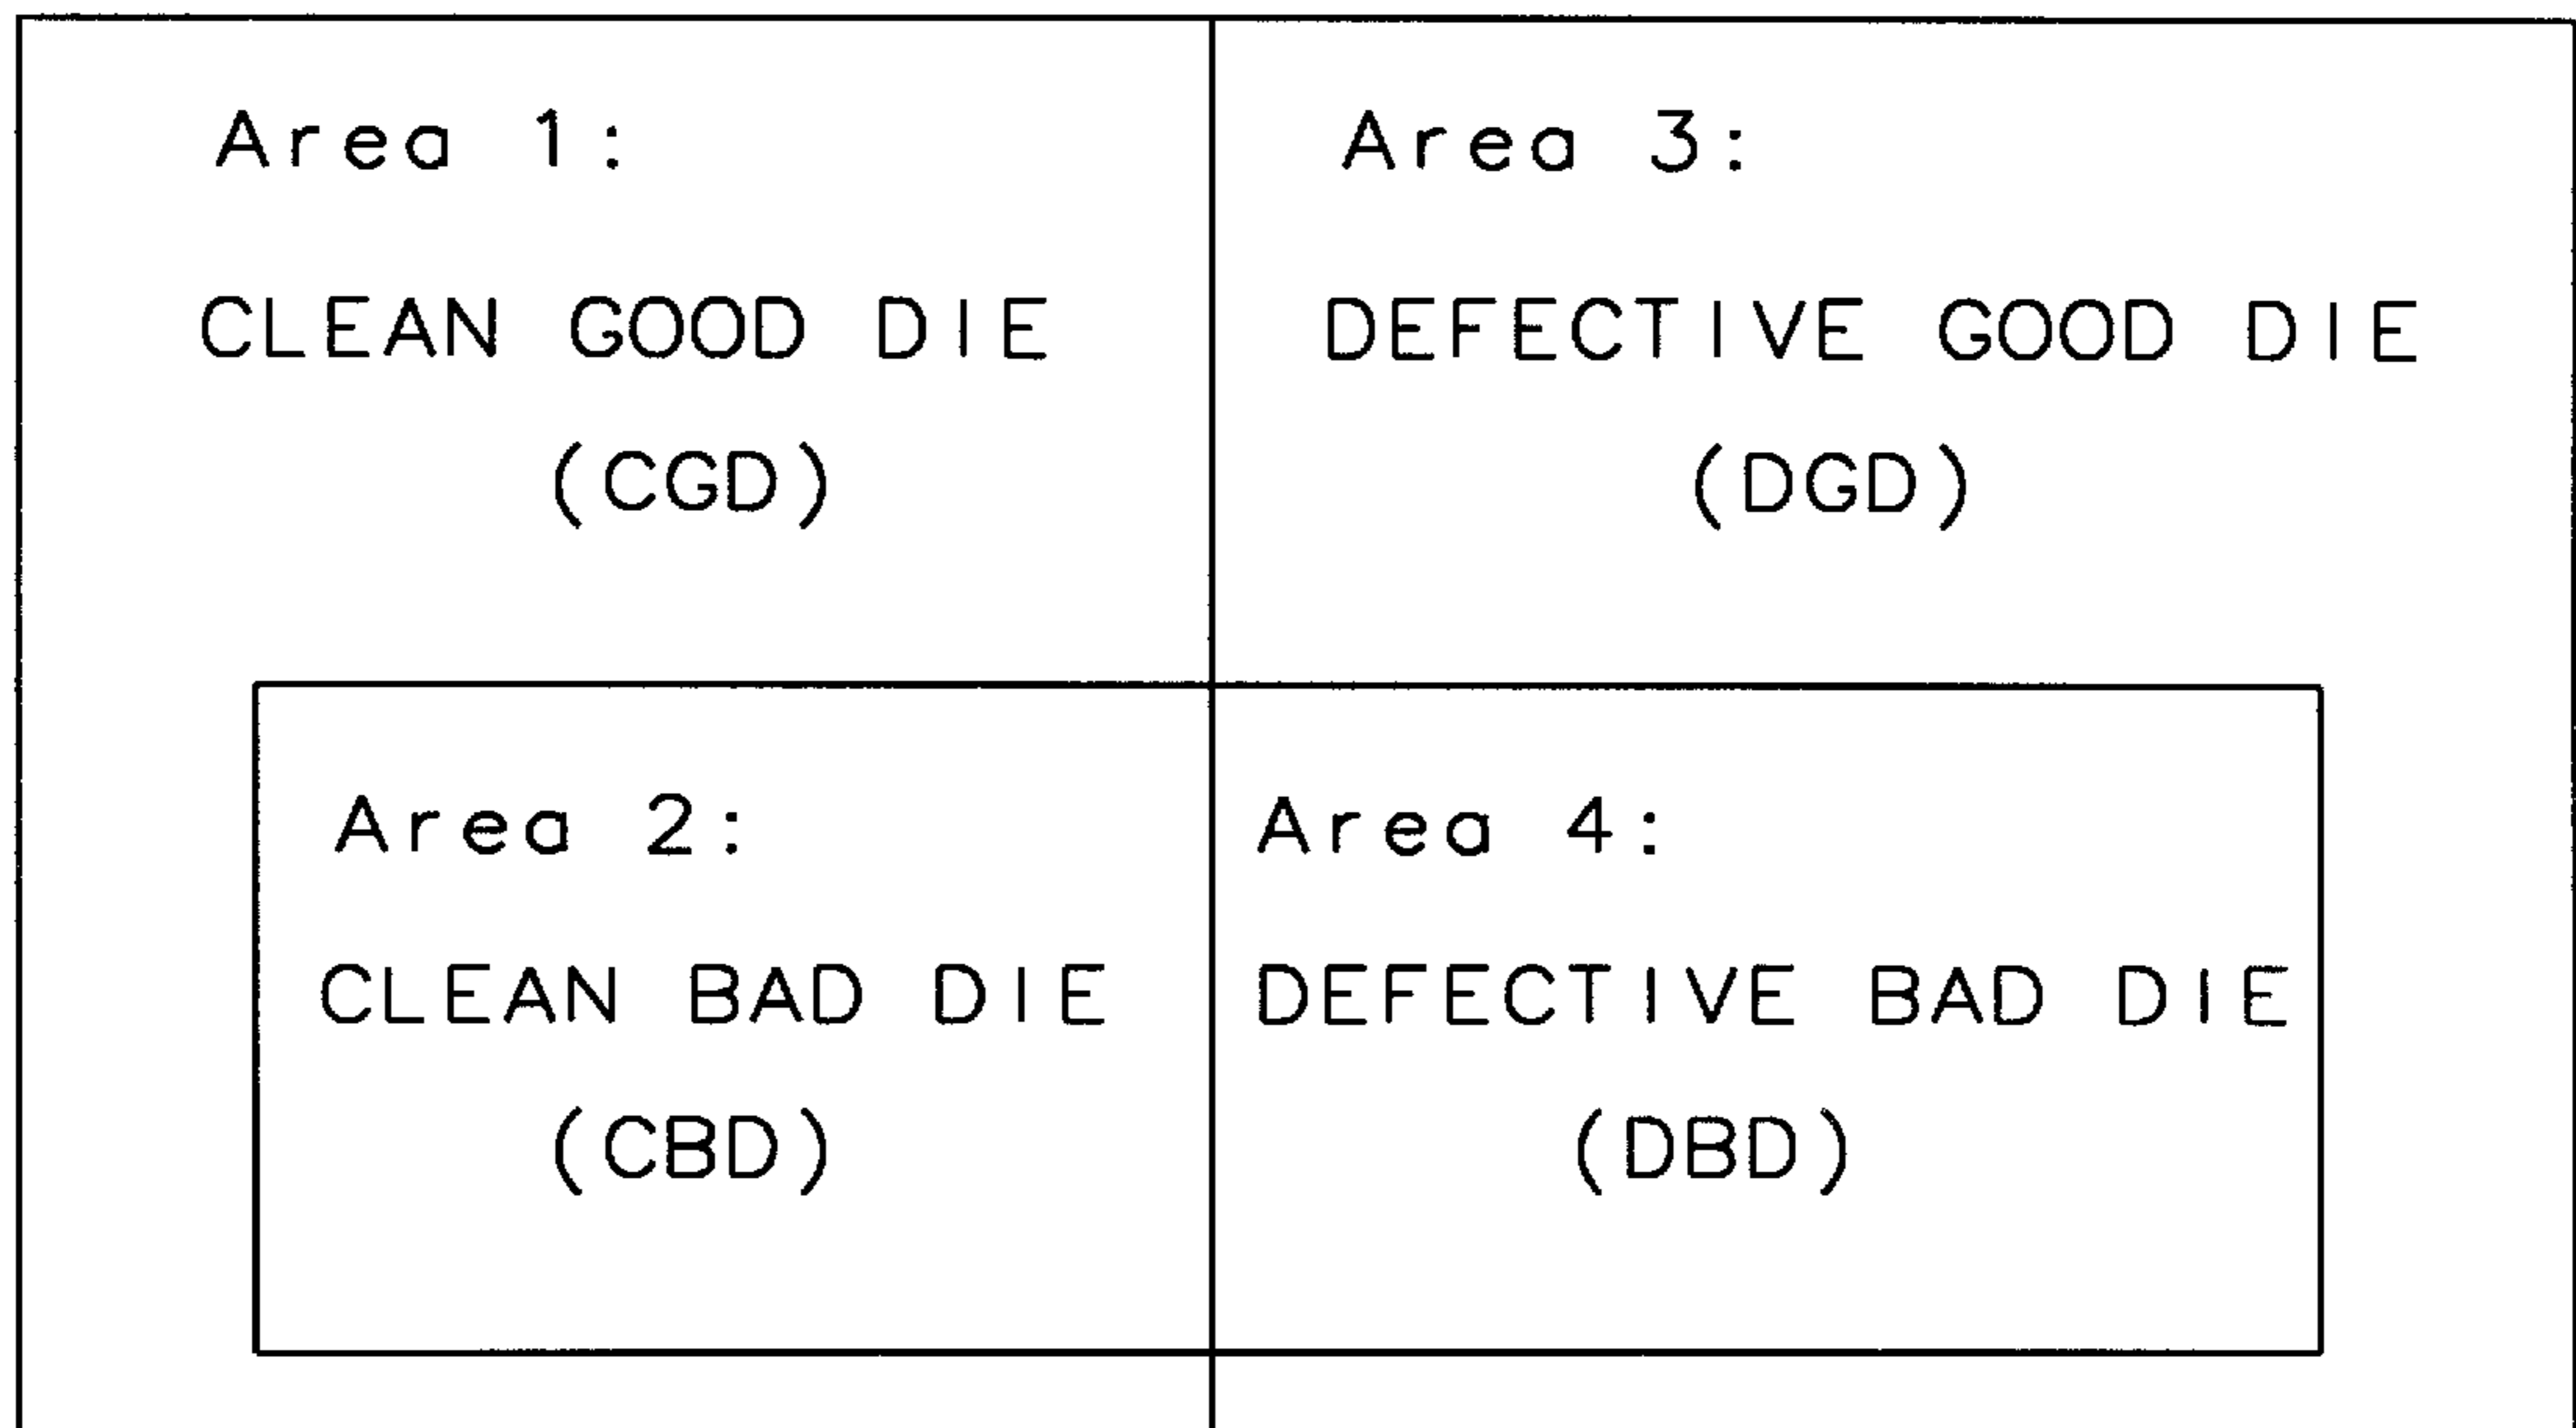 Area 1:
CLEAN GOOD DIE
(CGD)
Area 3:
DEFECTIVE GOOD DIE
(DGD)
Area 2:
CLEAN BAD DIE
(CBD)
Area 4:
DEFECTIVE BAD DIE
(DBD)